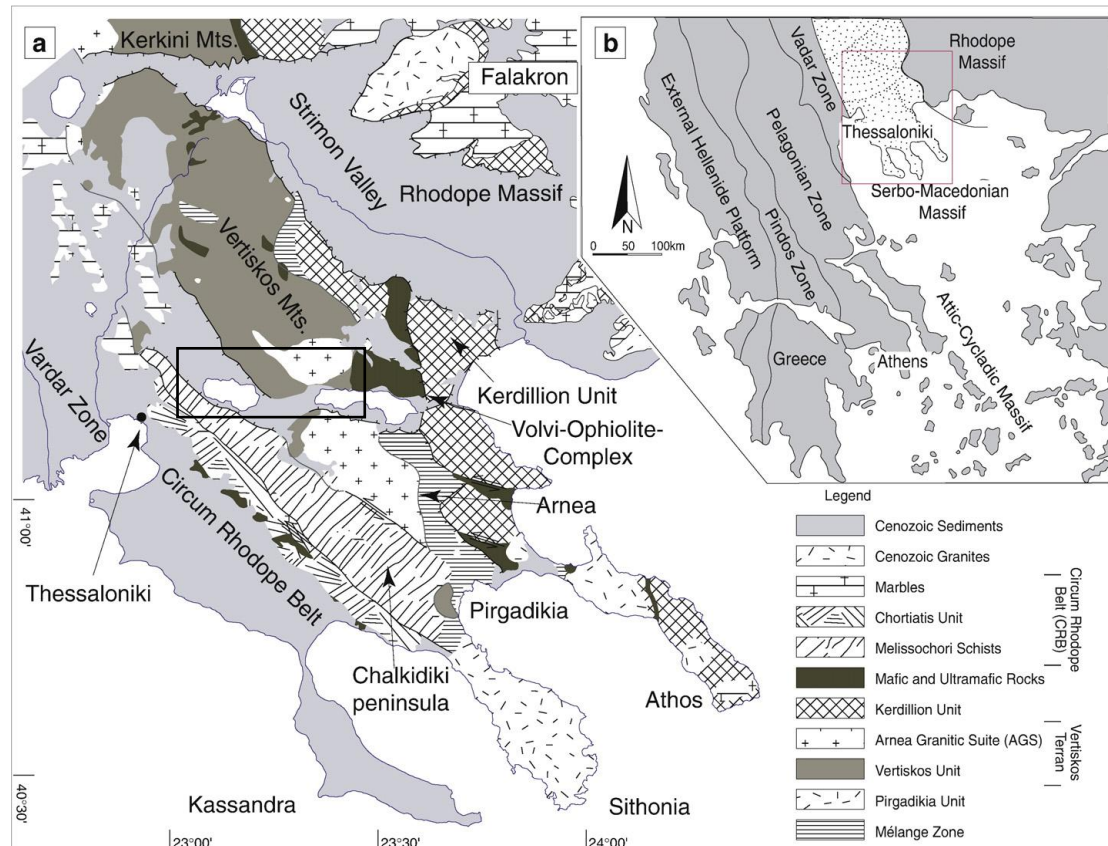 a
Kerkini Mts.
Falakron
Strimon Valley
Rhodope Massif
Vertiskos Mts.
Vardar Zone
Kerdillion Unit
Volvi-Ophiolite-
Complex
Arnea
Circum Rhodope Belt
Thessaloniki
Pirgadikia
Chalkidiki
peninsula
Athos
Kassandra
Sithonia
41°00'
40°30'
23°00'
23°30'
24°00'
b
Vadar Zone
Rhodope
Massif
External Hellenide Platform
Pelagonian Zone
Thessaloniki
Serbo-Macedonian
Massif
Pindos Zone
N
0 50 100km
Attic-Cycladic Massif
Greece
Athens
Legend
Cenozoic Sediments
Cenozoic Granites
Marbles
Chortiatis Unit
Melissochori Schists
Mafic and Ultramafic Rocks
Kerdillion Unit
Arnea Granitic Suite (AGS)
Vertiskos Unit
Pirgadikia Unit
Mélange Zone
Circum Rhodope
Belt (CRB)
Vertiskos
Terran